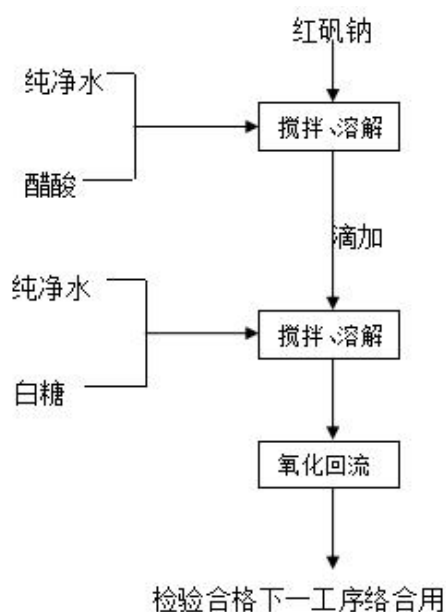 红矾钠
纯净水
搅拌、溶解
醋酸
滴加
纯净水
搅拌、溶解
白糖
氧化回流
检验合格下一工序络合用